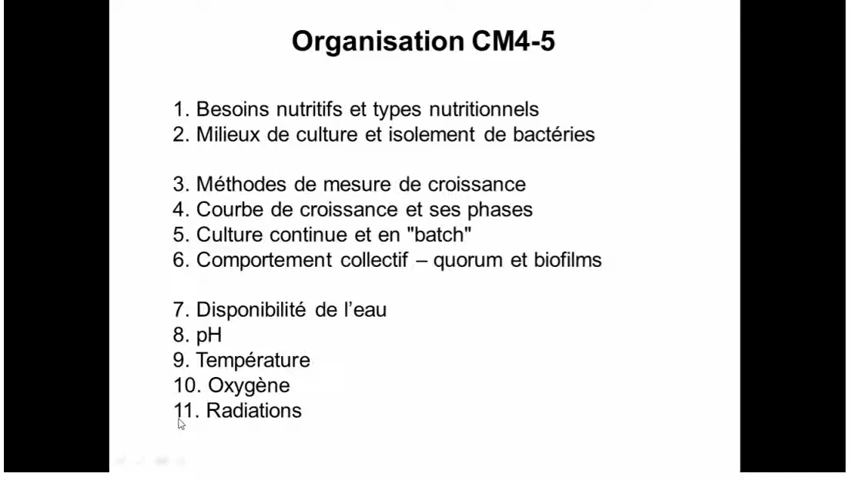 Organisation CM4-5
1. Besoins nutritifs et types nutritionnels
2. Milieux de culture et isolement de bactéries
3. Méthodes de mesure de croissance
4. Courbe de croissance et ses phases
5. Culture continue et en "batch"
6. Comportement collectif – quorum et biofilms
7. Disponibilité de l’eau
8. pH
9. Température
10. Oxygène
11. Radiations